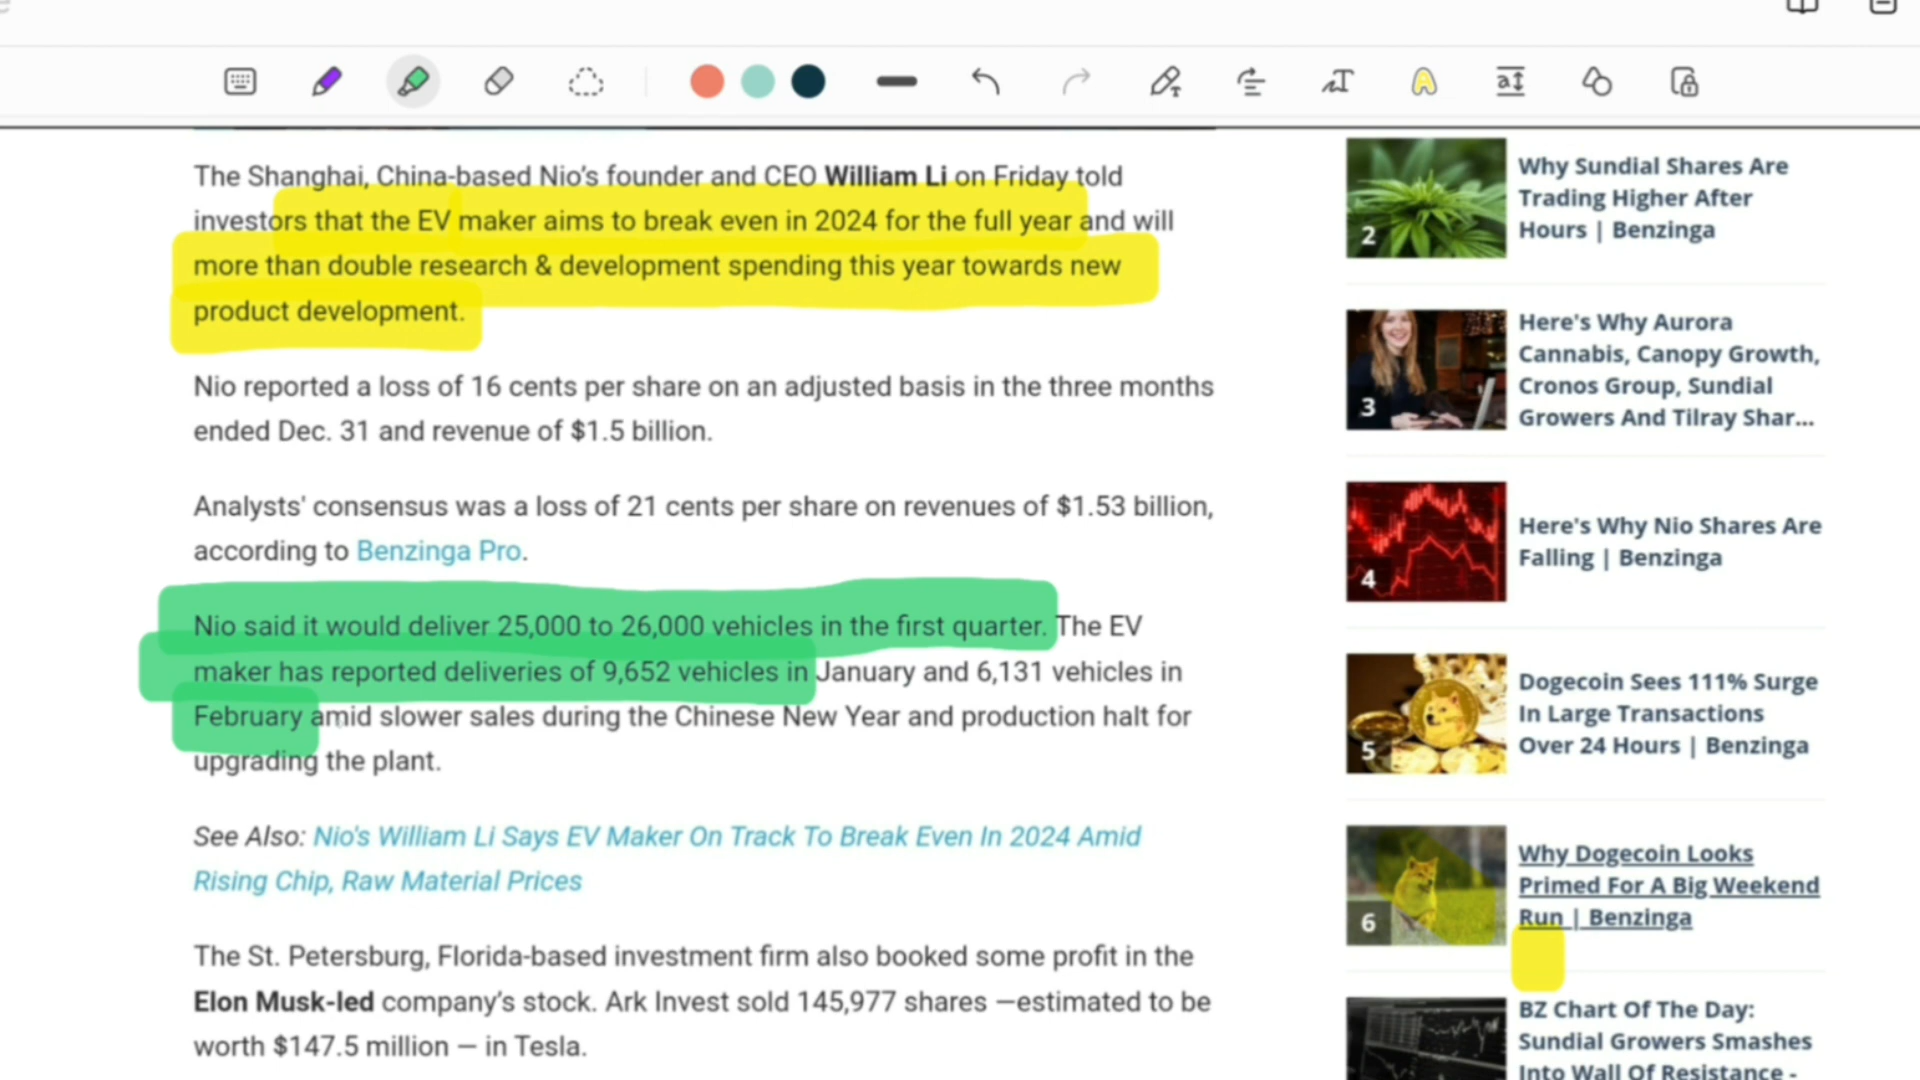 The Shanghai, China-based Nio's founder and CEO William Li on Friday told
investors that the EV maker aims to break even in 2024 for the full year and will
more than double research & development spending this year towards new
product development.
Nio reported a loss of 16 cents per share on an adjusted basis in the three months
ended Dec. 31 and revenue of $1.5 billion.
Analysts' consensus was a loss of 21 cents per share on revenues of $1.53 billion,
according to Benzinga Pro.
Nio said it would deliver 25,000 to 26,000 vehicles in the first quarter. The EV
maker has reported deliveries of 9,652 vehicles in January and 6,131 vehicles in
February amid slower sales during the Chinese New Year and production halt for
upgrading the plant.
See Also: Nio's William Li Says EV Maker On Track To Break Even In 2024 Amid
Rising Chip, Raw Material Prices
The St. Petersburg, Florida-based investment firm also booked some profit in the
Elon Musk-led company's stock. Ark Invest sold 145,977 shares —estimated to be
worth $147.5 million — in Tesla.
2
Why Sundial Shares Are
Trading Higher After
Hours | Benzinga
3
Here's Why Aurora
Cannabis, Canopy Growth,
Cronos Group, Sundial
Growers And Tilray Shar...
4
Here's Why Nio Shares Are
Falling | Benzinga
5
Dogecoin Sees 111% Surge
In Large Transactions
Over 24 Hours | Benzinga
6
Why Dogecoin Looks
Primed For A Big Weekend
Run | Benzinga
BZ Chart Of The Day:
Sundial Growers Smashes
Into Wall Of Resistance -